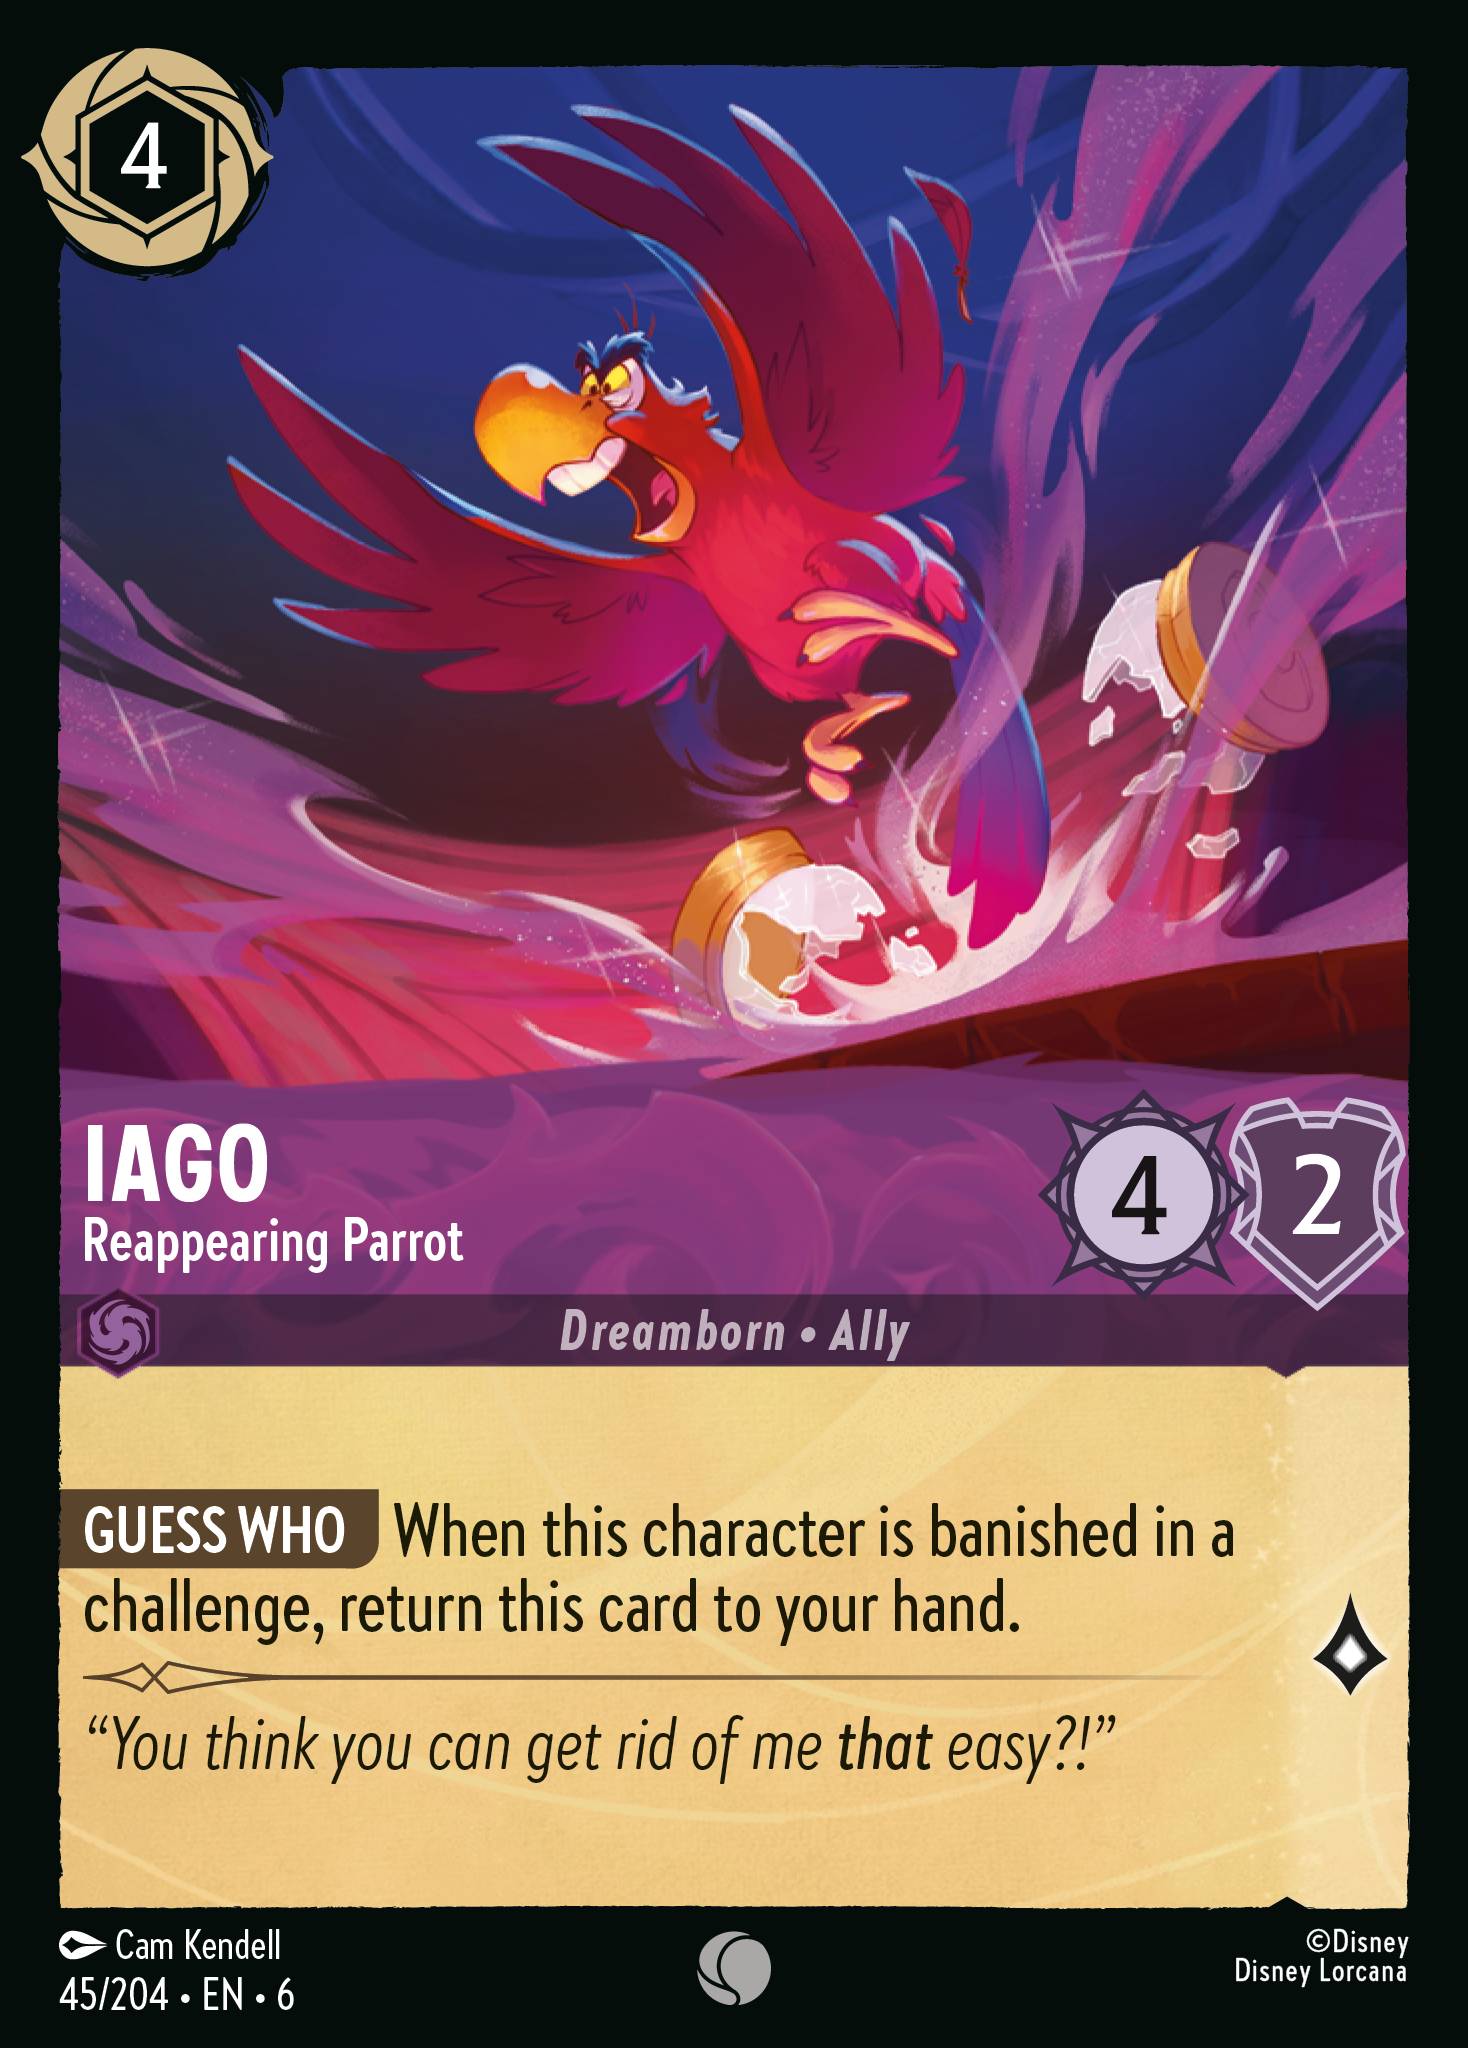 4
IAGO
Reappearing Parrot
4
2
Dreamborn • Ally
GUESS WHO When this character is banished in a
challenge, return this card to your hand.
“You think you can get rid of me that easy?!”
Cam Kendell
45/204 • EN • 6
©Disney
Disney Lorcana